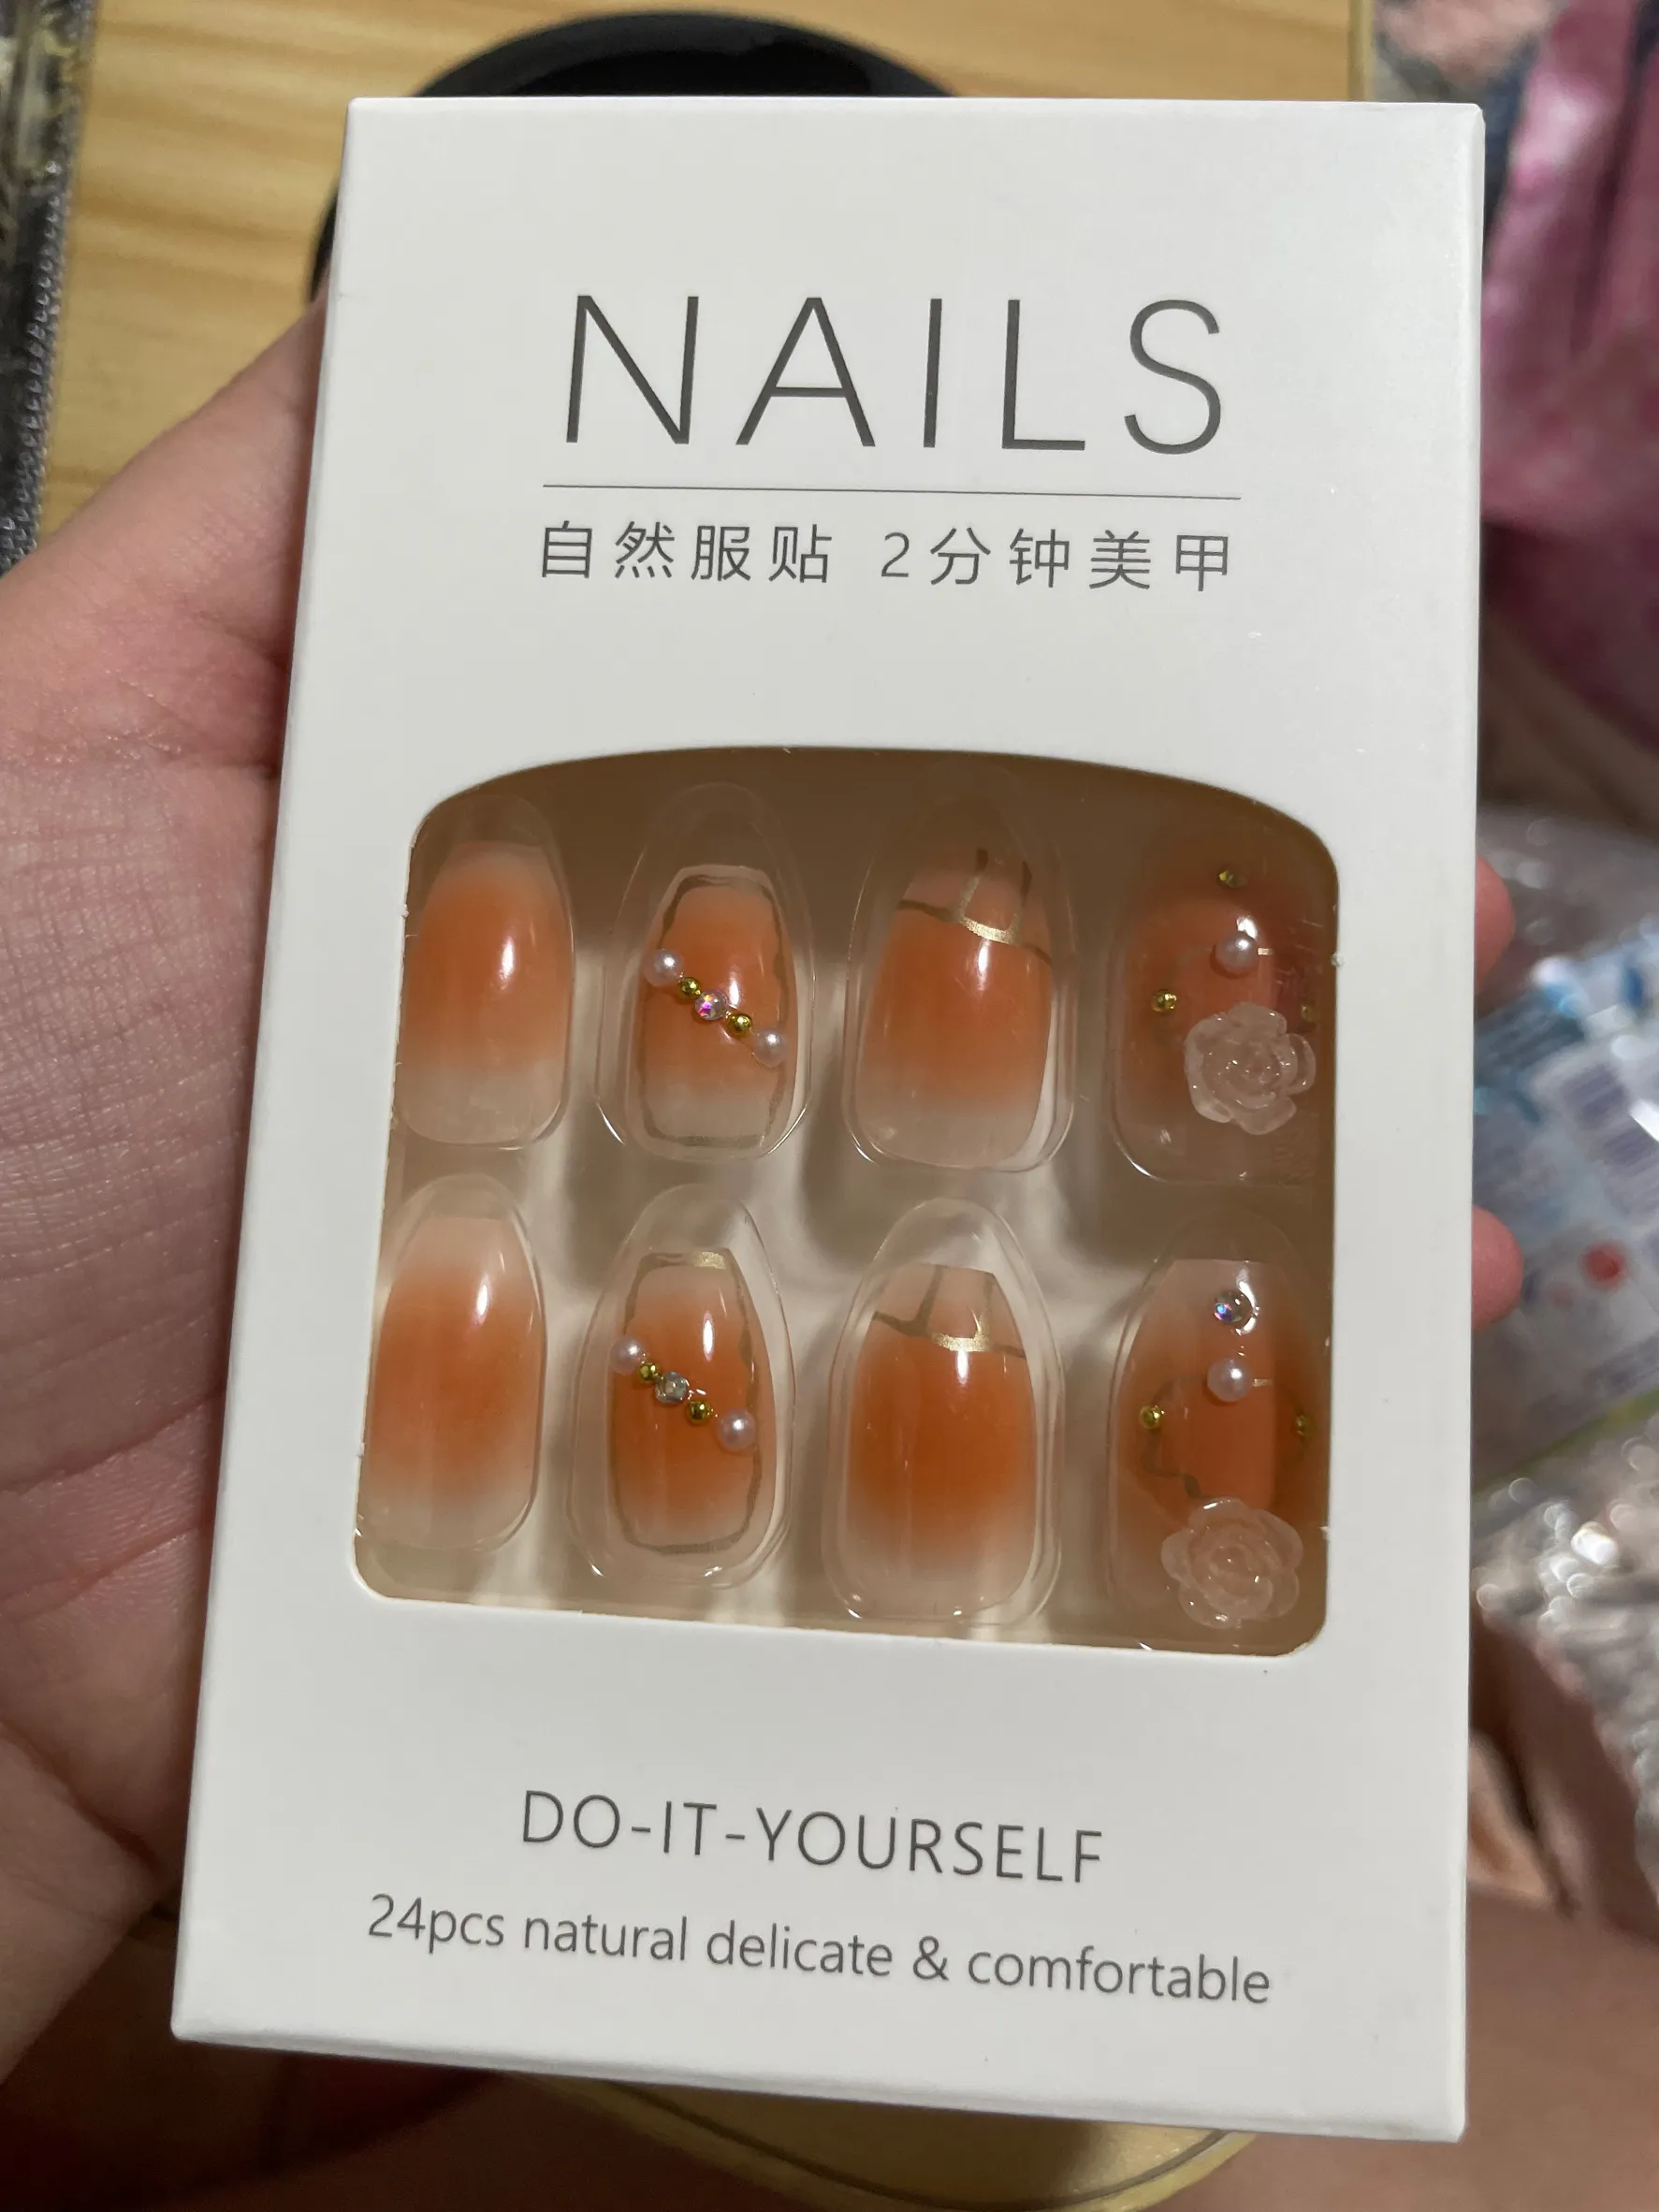 NAILS
自然服贴 2分钟美甲
DO-IT-YOURSELF
24pcs natural delicate & comfortable